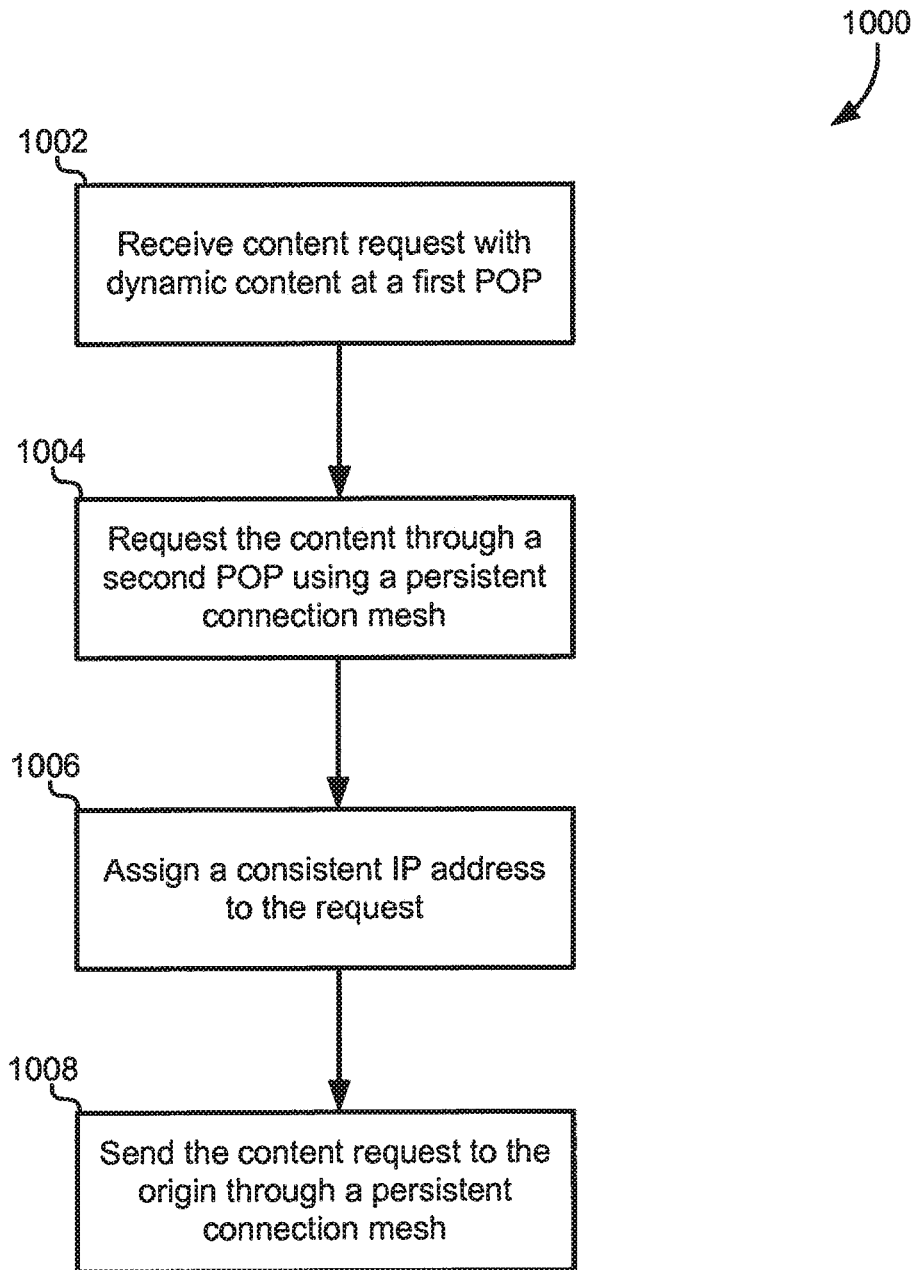 1000
1002
Receive content request with
dynamic content at a first POP
1004
Request the content through a
second POP using a persistent
connection mesh
1006
Assign a consistent IP address
to the request
1008
Send the content request to the
origin through a persistent
connection mesh